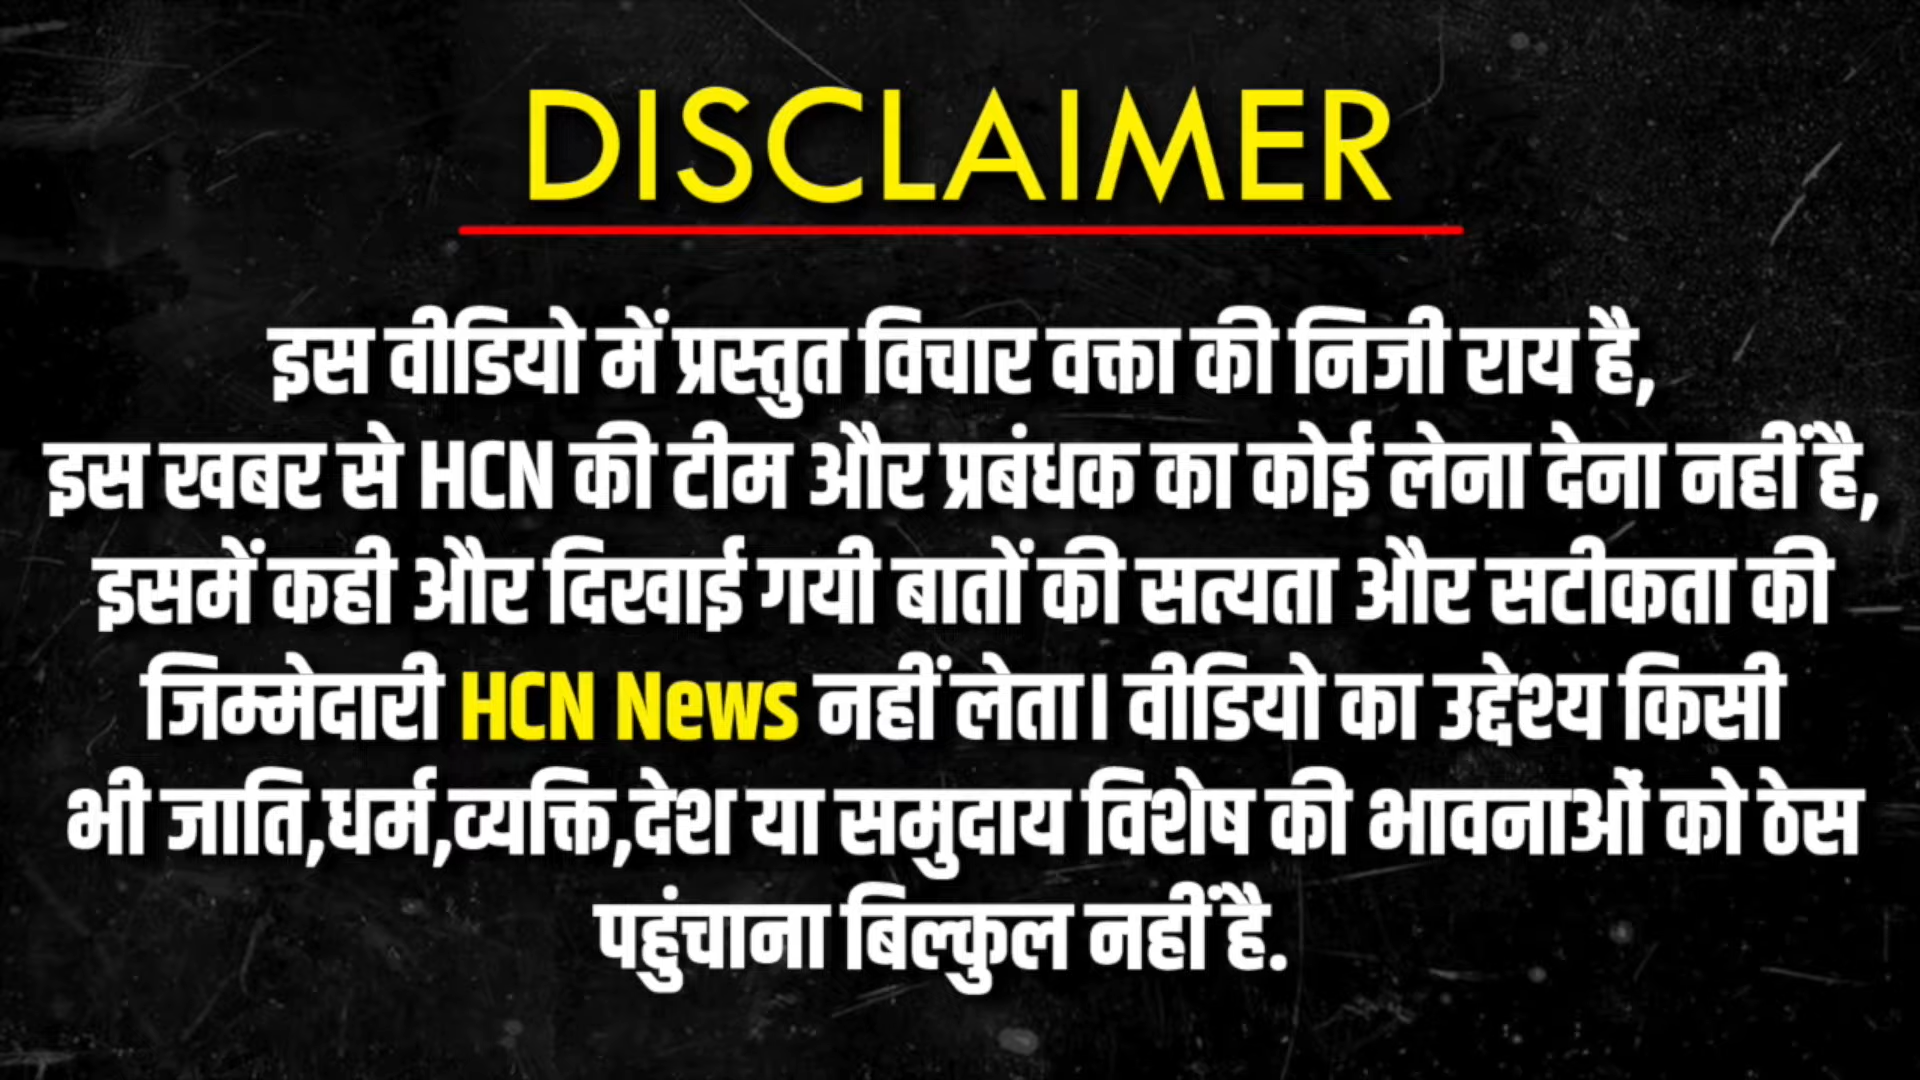 DISCLAIMER
इस वीडियो में प्रस्तुत विचार वक्ता की निजी राय है,
इस खबर से HCN की टीम और प्रबंधक का कोई लेना देना नहीं है,
इसमें कही और दिखाई गयी बातों की सत्यता और सटीकता की
जिम्मेदारी HCN News नहीं लेता। वीडियो का उद्देश्य किसी
भी जाति,धर्म,व्यक्ति,देश या समुदाय विशेष की भावनाओं को ठेस
पहुंचाना बिल्कुल नहीं है.